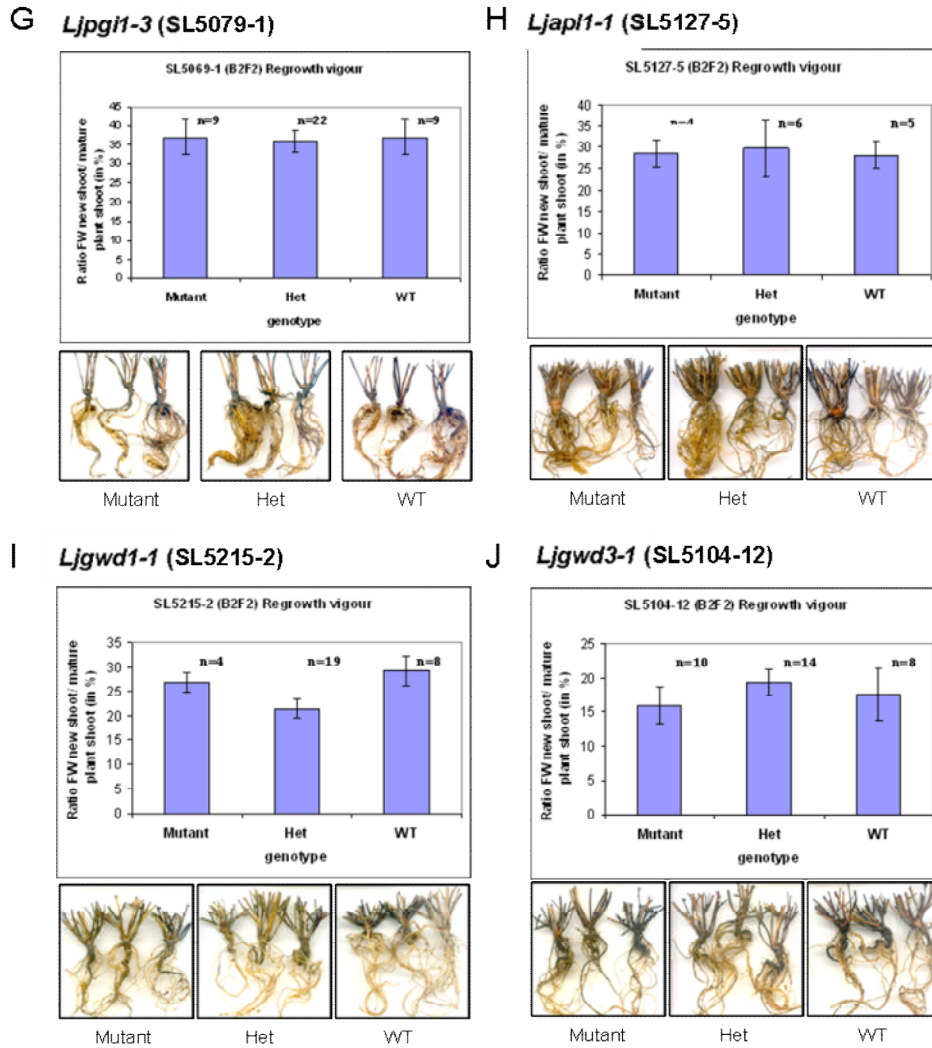 G Ljpgi1-3 (SL5079-1)
SL5069-1 (B2F2) Regrowth vigour
Ratio FW new shoot/ mature
plant shoot (in %)
45
40
35
30
25
20
15
10
5
0
n=9
n=22
n=9
Mutant
Het
WT
genotype
Mutant
Het
WT
H Ljapl1-1 (SL5127-5)
SL5127-5 (B2F2) Regrowth vigour
Ratio FW new shoot/ mature
plant shoot (in %)
40
35
30
25
20
15
10
5
0
n=4
n=6
n=5
Mutant
Het
WT
genotype
Mutant
Het
WT
I Ljgwd1-1 (SL5215-2)
SL5215-2 (B2F2) Regrowth vigour
Ratio FW new shoot/ mature
plant shoot (in %)
35
30
25
20
15
10
5
0
n=4
n=19
n=8
Mutant
Het
WT
genotype
Mutant
Het
WT
J Ljgwd3-1 (SL5104-12)
SL5104-12 (B2F2) Regrowth vigour
Ratio FW new shoot/ mature
plant shoot (in %)
25
20
15
10
5
0
n=10
n=14
n=8
Mutant
Het
WT
genotype
Mutant
Het
WT